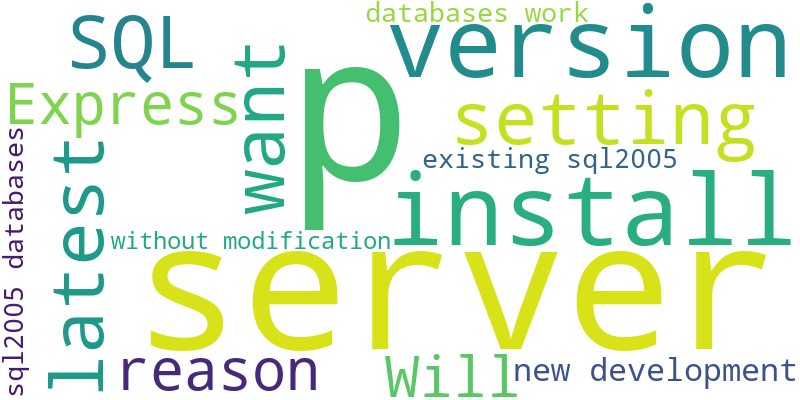 databases work
SQL
version
want
p
Express
setting
sql2005 databases
latest
existing sql2005
install
without modification
server
reason
Will
new development